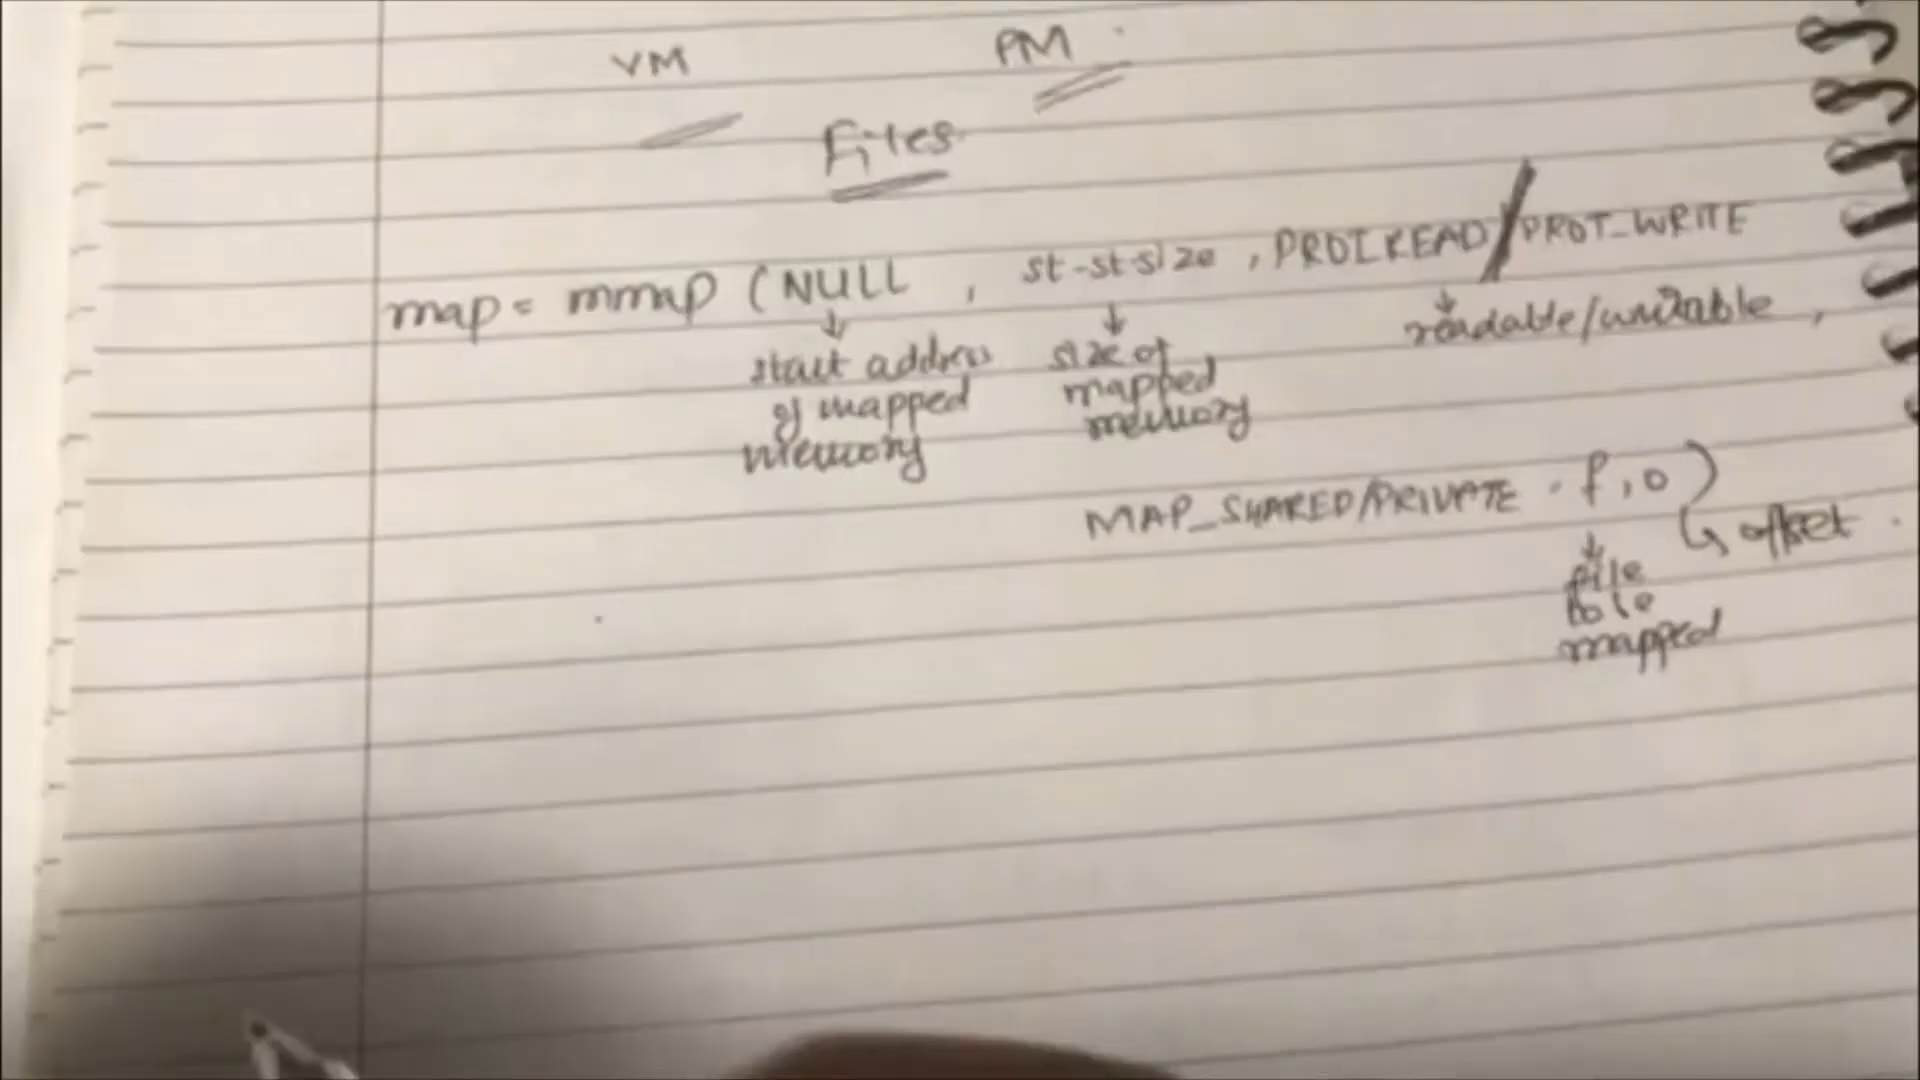 VM PM
Files
map = mmap (NULL , st-st-size , PROT_READ/PROT_WRITE
start address size of readable/writable ,
of mapped mapped
memory memory
MAP_SHARED/PRIVATE . f , 0 )
offset .
file
to be
mapped